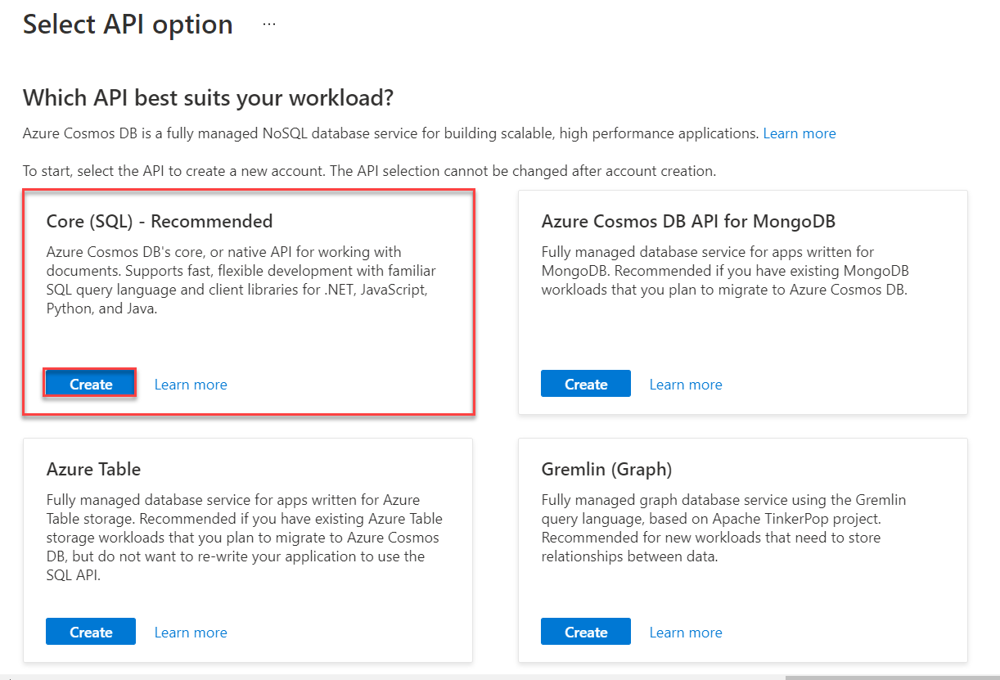 Select API option ...
Which API best suits your workload?
Azure Cosmos DB is a fully managed NoSQL database service for building scalable, high performance applications. Learn more
To start, select the API to create a new account. The API selection cannot be changed after account creation.
Core (SQL) - Recommended
Azure Cosmos DB's core, or native API for working with
documents. Supports fast, flexible development with familiar
SQL query language and client libraries for .NET, JavaScript,
Python, and Java.
Create Learn more
Azure Cosmos DB API for MongoDB
Fully managed database service for apps written for
MongoDB. Recommended if you have existing MongoDB
workloads that you plan to migrate to Azure Cosmos DB.
Create Learn more
Azure Table
Fully managed database service for apps written for Azure
Table storage. Recommended if you have existing Azure Table
storage workloads that you plan to migrate to Azure Cosmos
DB, but do not want to re-write your application to use the
SQL API.
Create Learn more
Gremlin (Graph)
Fully managed graph database service using the Gremlin
query language, based on Apache TinkerPop project.
Recommended for new workloads that need to store
relationships between data.
Create Learn more